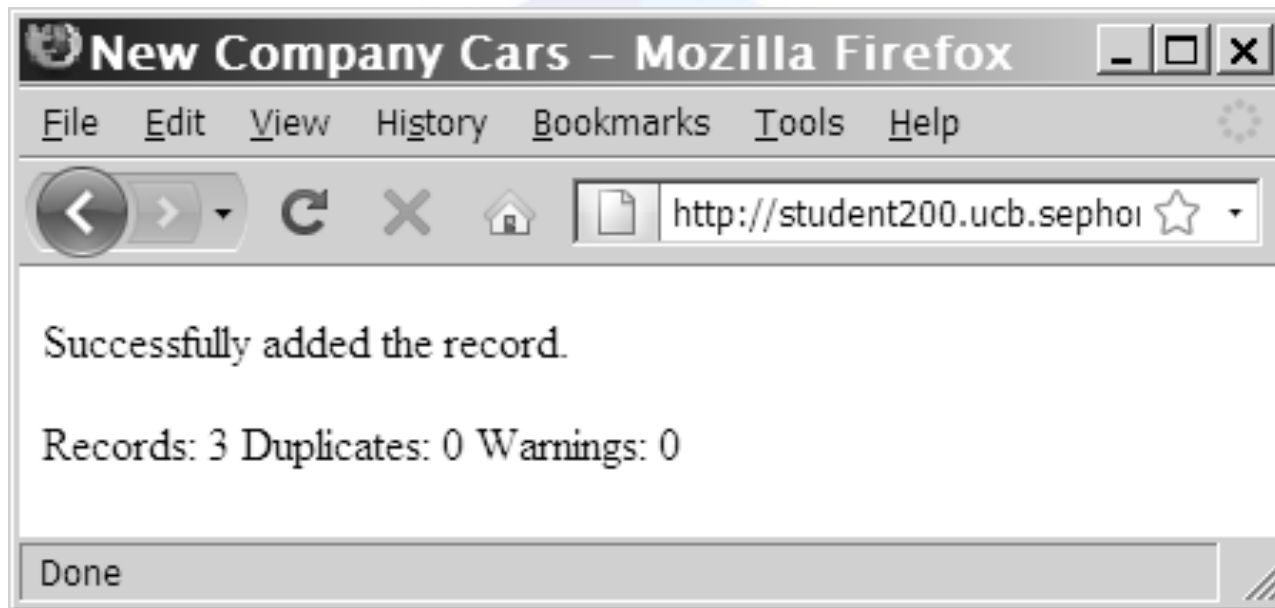 New Company Cars – Mozilla Firefox
File Edit View History Bookmarks Tools Help
http://student200.ucb.sephor
Successfully added the record.
Records: 3 Duplicates: 0 Warnings: 0
Done